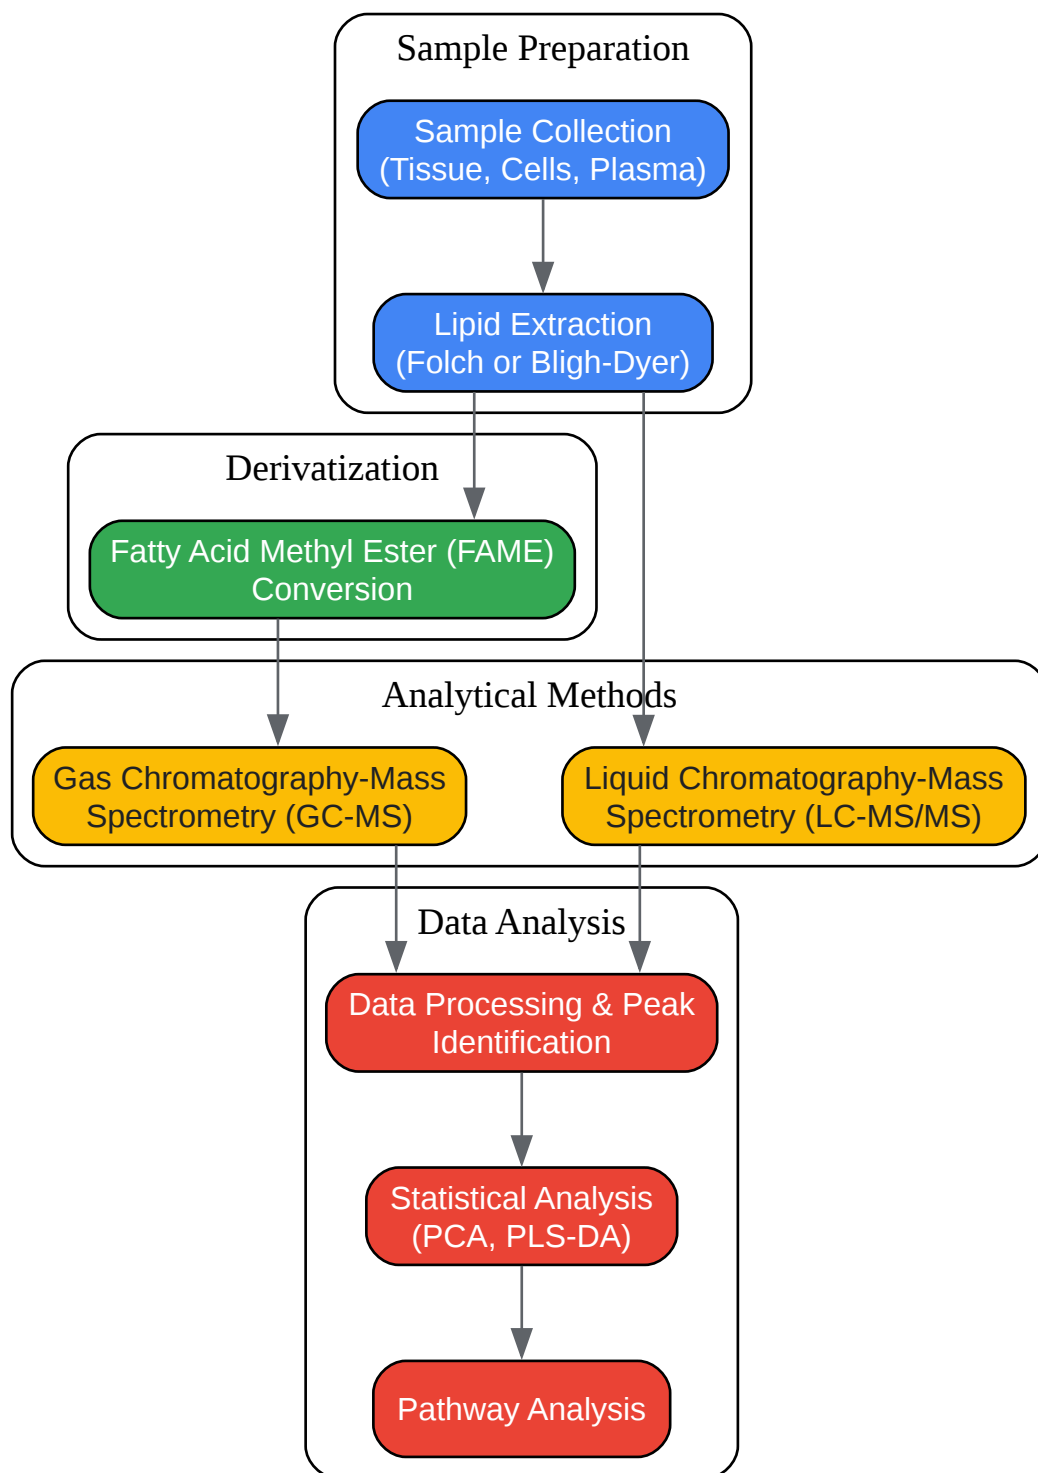 Sample Preparation
Sample Collection
(Tissue, Cells, Plasma)
Lipid Extraction
(Folch or Bligh-Dyer)
Derivatization
Fatty Acid Methyl Ester (FAME)
Conversion
Analytical Methods
Gas Chromatography-Mass
Spectrometry (GC-MS)
Liquid Chromatography-Mass
Spectrometry (LC-MS/MS)
Data Analysis
Data Processing & Peak
Identification
Statistical Analysis
(PCA, PLS-DA)
Pathway Analysis